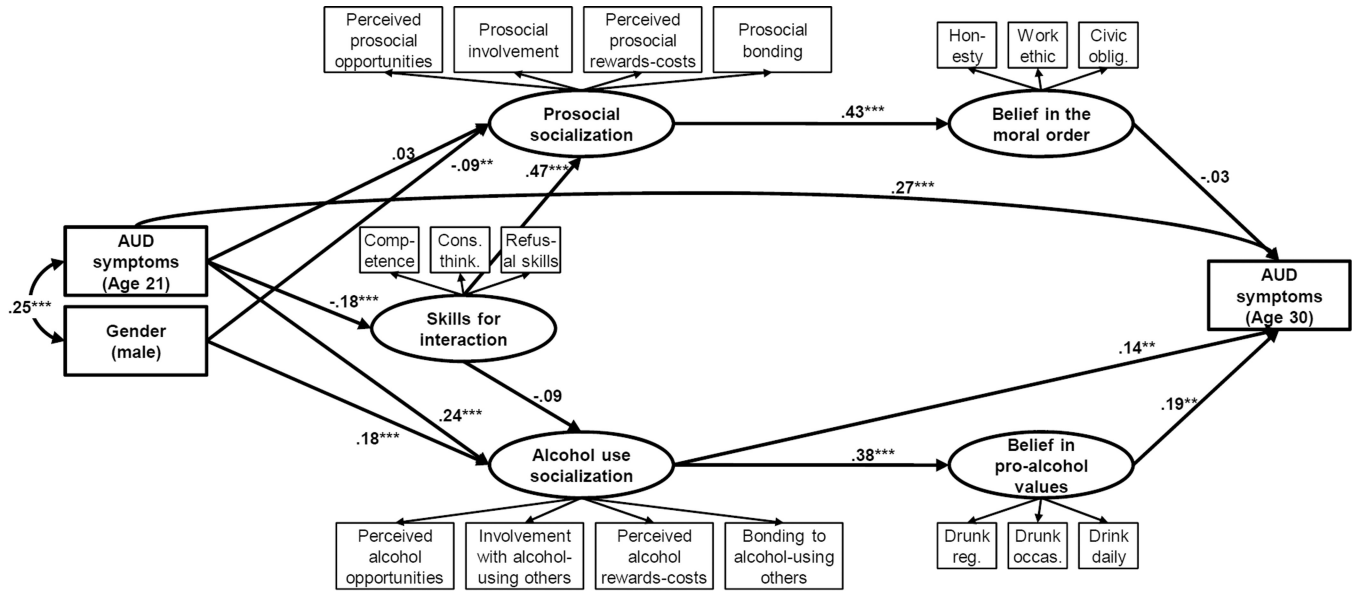 Perceived
prosocial
opportunities
Prosocial
involvement
Perceived
prosocial
rewards-costs
Prosocial
bonding
Hon-
esty
Work
ethic
Civic
oblig.
Prosocial
socialization
.43***
Belief in the
moral order
.03
-.09**
.47***
-.03
.27***
AUD
symptoms
(Age 21)
Comp-
etence
Cons.
think.
Refus-
al skills
AUD
symptoms
(Age 30)
.25***
-.18***
Gender
(male)
Skills for
interaction
.14**
-.09
.24***
.18***
.19**
Alcohol use
socialization
.38***
Belief in
pro-alcohol
values
Perceived
alcohol
opportunities
Involvement
with alcohol-
using others
Perceived
alcohol
rewards-costs
Bonding to
alcohol-using
others
Drunk
reg.
Drunk
occas.
Drink
daily